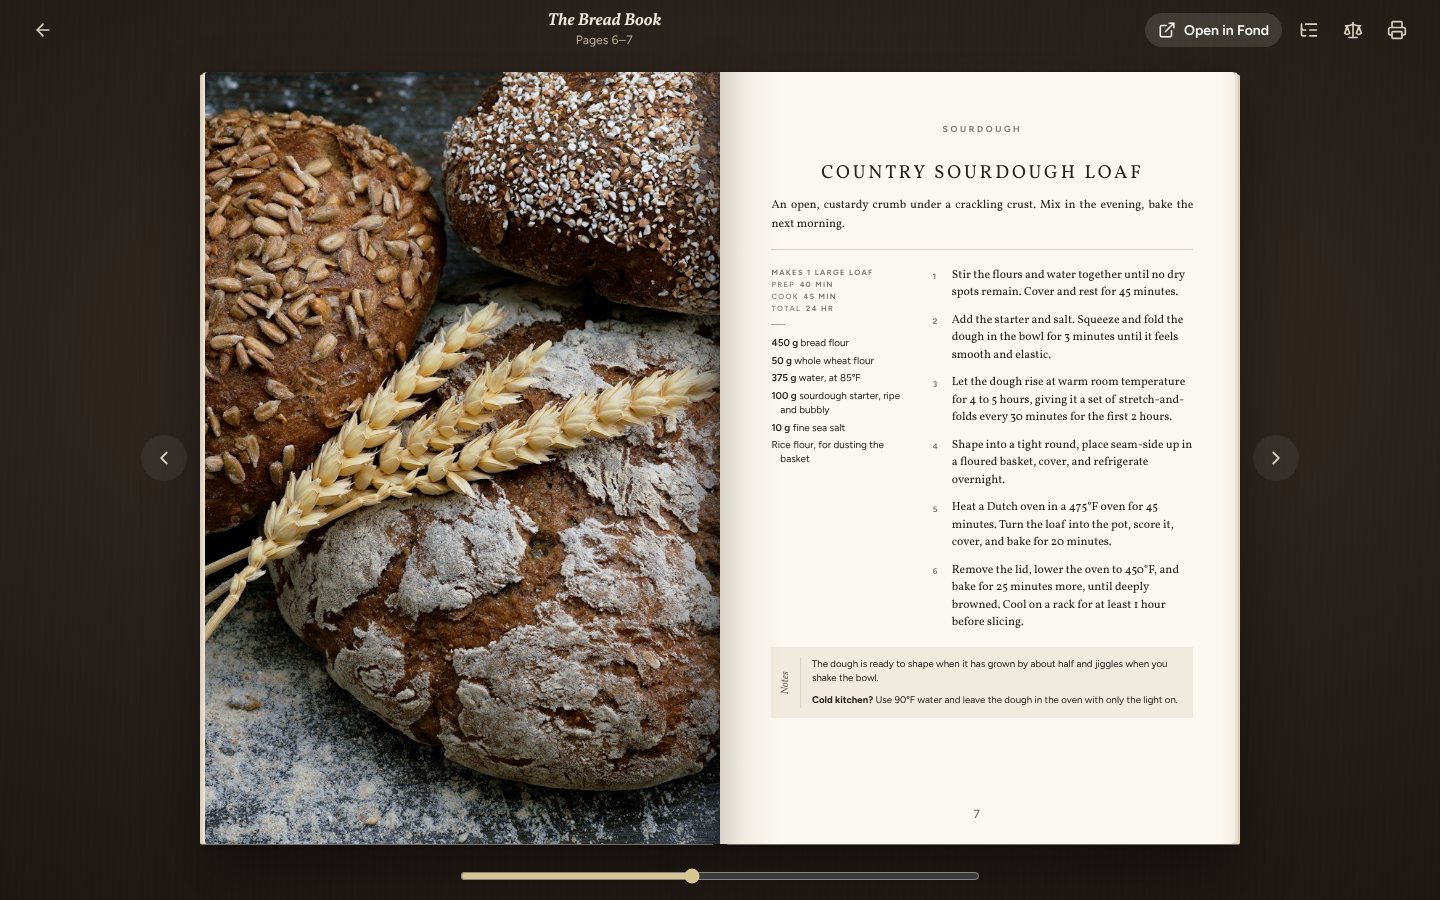 The Bread Book
Pages 6–7
Open in Fond
SOURDOUGH
COUNTRY SOURDOUGH LOAF
An open, custardy crumb under a crackling crust. Mix in the evening, bake the
next morning.
MAKES 1 LARGE LOAF
PREP 40 MIN
COOK 45 MIN
TOTAL 24 HR
450 g bread flour
50 g whole wheat flour
375 g water, at 85°F
100 g sourdough starter, ripe
and bubbly
10 g fine sea salt
Rice flour, for dusting the
basket
1 Stir the flours and water together until no dry
spots remain. Cover and rest for 45 minutes.
2 Add the starter and salt. Squeeze and fold the
dough in the bowl for 3 minutes until it feels
smooth and elastic.
3 Let the dough rise at warm room temperature
for 4 to 5 hours, giving it a set of stretch-and-
folds every 30 minutes for the first 2 hours.
4 Shape into a tight round, place seam-side up in
a floured basket, cover, and refrigerate
overnight.
5 Heat a Dutch oven in a 475°F oven for 45
minutes. Turn the loaf into the pot, score it,
cover, and bake for 20 minutes.
6 Remove the lid, lower the oven to 450°F, and
bake for 25 minutes more, until deeply
browned. Cool on a rack for at least 1 hour
before slicing.
Notes
The dough is ready to shape when it has grown by about half and jiggles when you
shake the bowl.
Cold kitchen? Use 90°F water and leave the dough in the oven with only the light on.
7